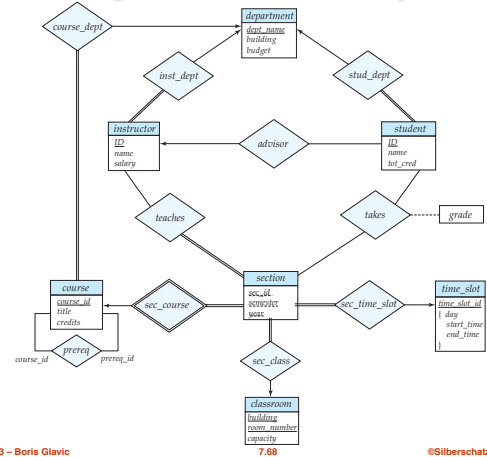 course_dept
department
dept_name
building
budget
inst_dept
stud_dept
instructor
ID
name
salary
advisor
student
ID
name
tot_cred
teaches
takes
grade
course
course_id
title
credits
sec_course
section
sec_id
semester
year
sec_time_slot
time_slot
time_slot_id
{ day
start_time
end_time
}
course_id
prereq
prereq_id
sec_class
classroom
building
room_number
capacity
3 – Boris Glavic
7.68
©Silberschatz